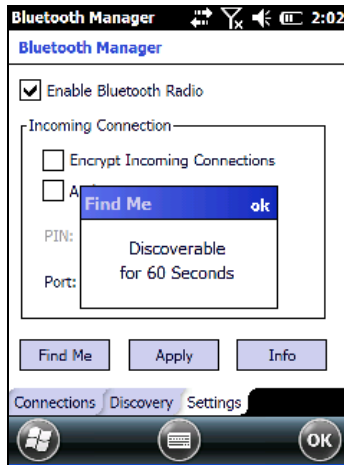 Bluetooth Manager 2:02
Bluetooth Manager
Enable Bluetooth Radio
Incoming Connection
Encrypt Incoming Connections
Find Me ok
PIN:
Discoverable
for 60 Seconds
Port:
Find Me Apply Info
Connections Discovery Settings
OK